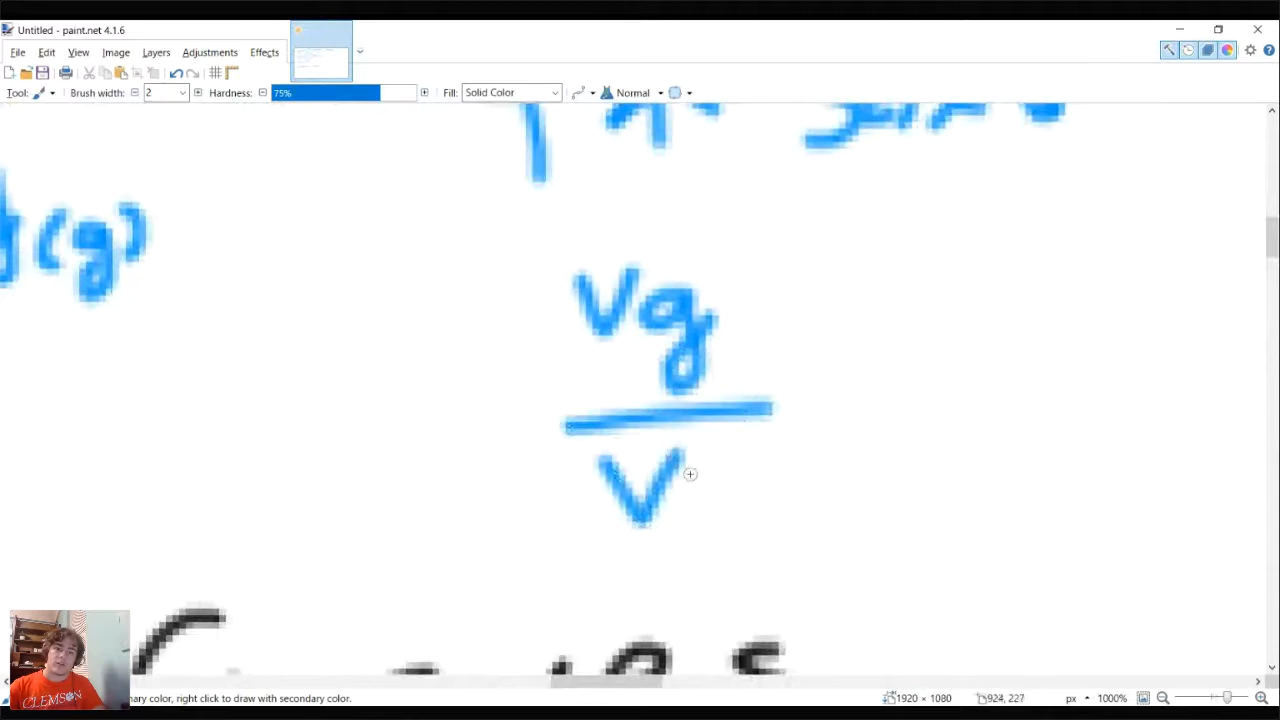 Untitled - paint.net 4.1.6
File Edit View Image Layers Adjustments Effects
Tool: Brush width: 2 Hardness: 75% Fill: Solid Color Normal
(g)
Vg
V
CLEMSON
ary color, right click to draw with secondary color.
1920 × 1080 924, 227 px 1000%